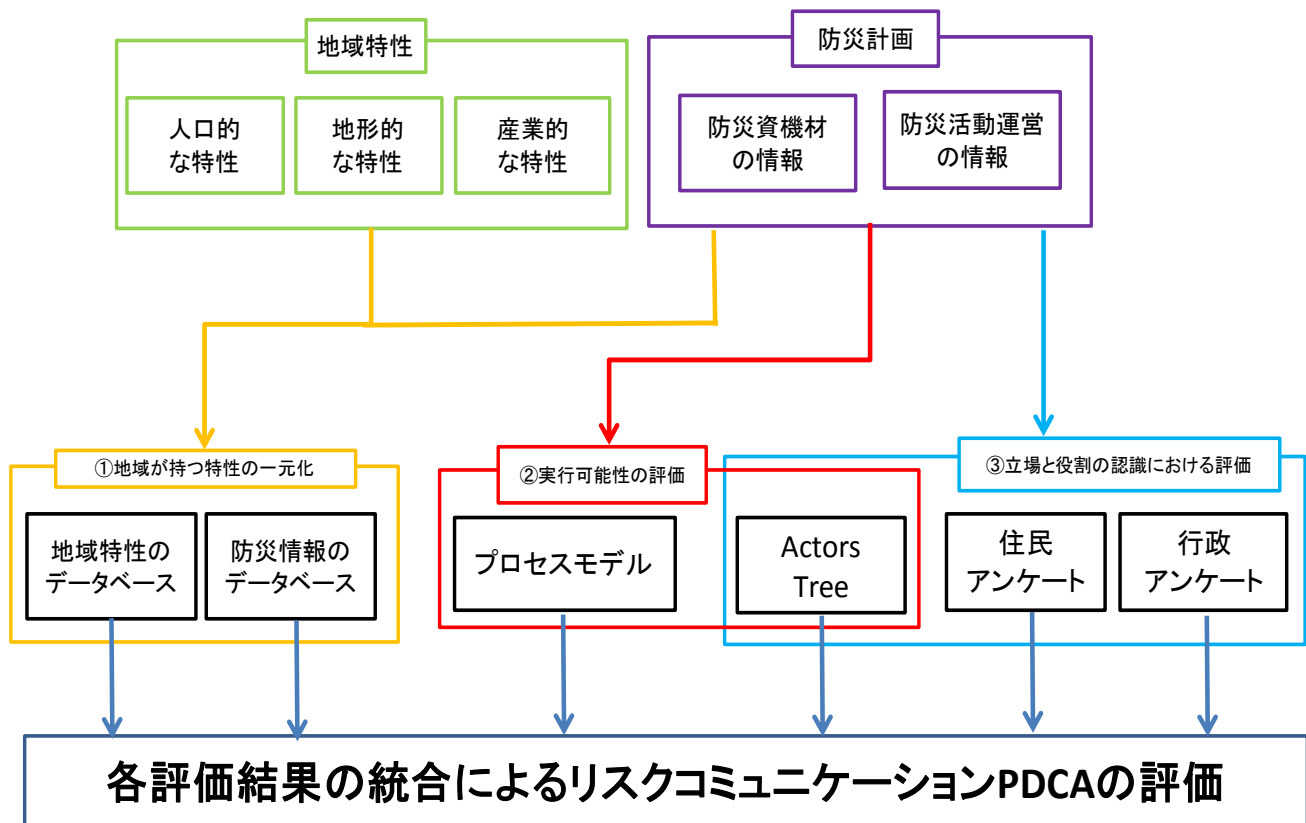 地域特性
人口的
な特性
地形的
な特性
産業的
な特性
防災計画
防災資機材
の情報
防災活動運営
の情報
①地域が持つ特性の一元化
地域特性の
データベース
防災情報の
データベース
②実行可能性の評価
プロセスモデル
Actors
Tree
③立場と役割の認識における評価
住民
アンケート
行政
アンケート
各評価結果の統合によるリスクコミュニケーションPDCAの評価